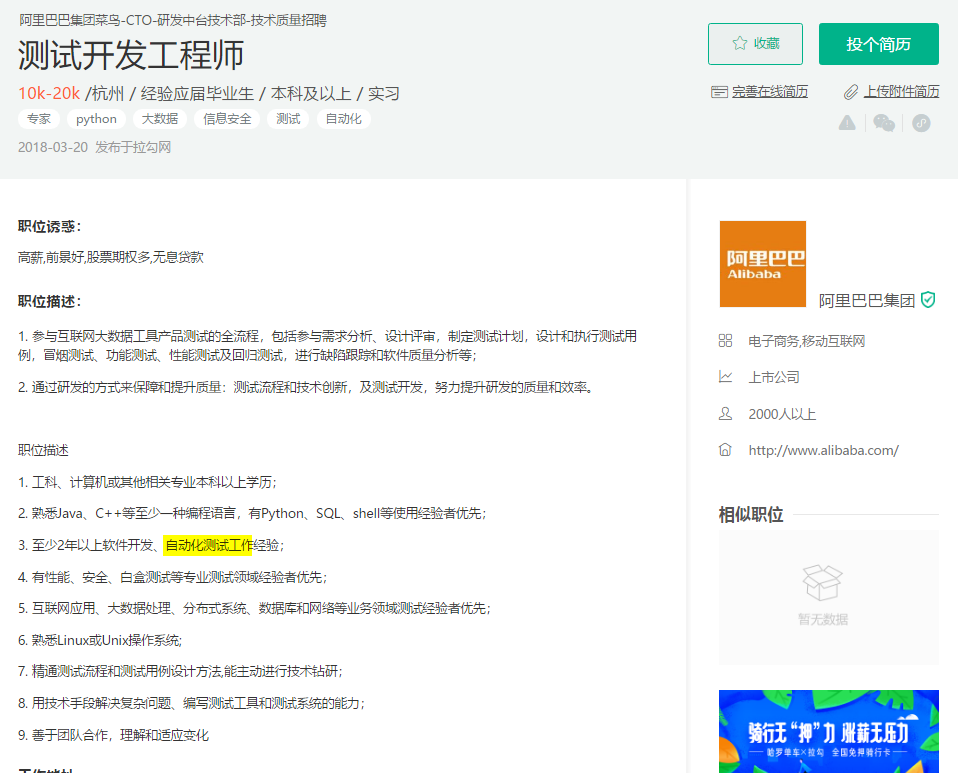 阿里巴巴集团菜鸟-CTO-研发中台技术部-技术质量招聘
测试开发工程师
10k-20k /杭州 / 经验应届毕业生 / 本科及以上 / 实习
专家 python 大数据 信息安全 测试 自动化
2018-03-20 发布于拉勾网
收藏
投个简历
完善在线简历
上传附件简历
职位诱惑：
高薪,前景好,股票期权多,无息贷款
职位描述：
1. 参与互联网大数据工具产品测试的全流程，包括参与需求分析、设计评审，制定测试计划，设计和执行测试用
例，冒烟测试、功能测试、性能测试及回归测试，进行缺陷跟踪和软件质量分析等；
2. 通过研发的方式来保障和提升质量：测试流程和技术创新，及测试开发，努力提升研发的质量和效率。
职位描述
1. 工科、计算机或其他相关专业本科以上学历；
2. 熟悉Java、C++等至少一种编程语言，有Python、SQL、shell等使用经验者优先；
3. 至少2年以上软件开发、自动化测试工作经验；
4. 有性能、安全、白盒测试等专业测试领域经验者优先；
5. 互联网应用、大数据处理、分布式系统、数据库和网络等业务领域测试经验者优先；
6. 熟悉Linux或Unix操作系统;
7. 精通测试流程和测试用例设计方法,能主动进行技术钻研；
8. 用技术手段解决复杂问题、编写测试工具和测试系统的能力；
9. 善于团队合作，理解和适应变化
阿里巴巴
Alibaba
阿里巴巴集团
电子商务,移动互联网
上市公司
2000人以上
http://www.alibaba.com/
相似职位
暂无数据
骑行无“押”力 涨薪无压力
哈罗单车×拉勾 全国免押骑行卡